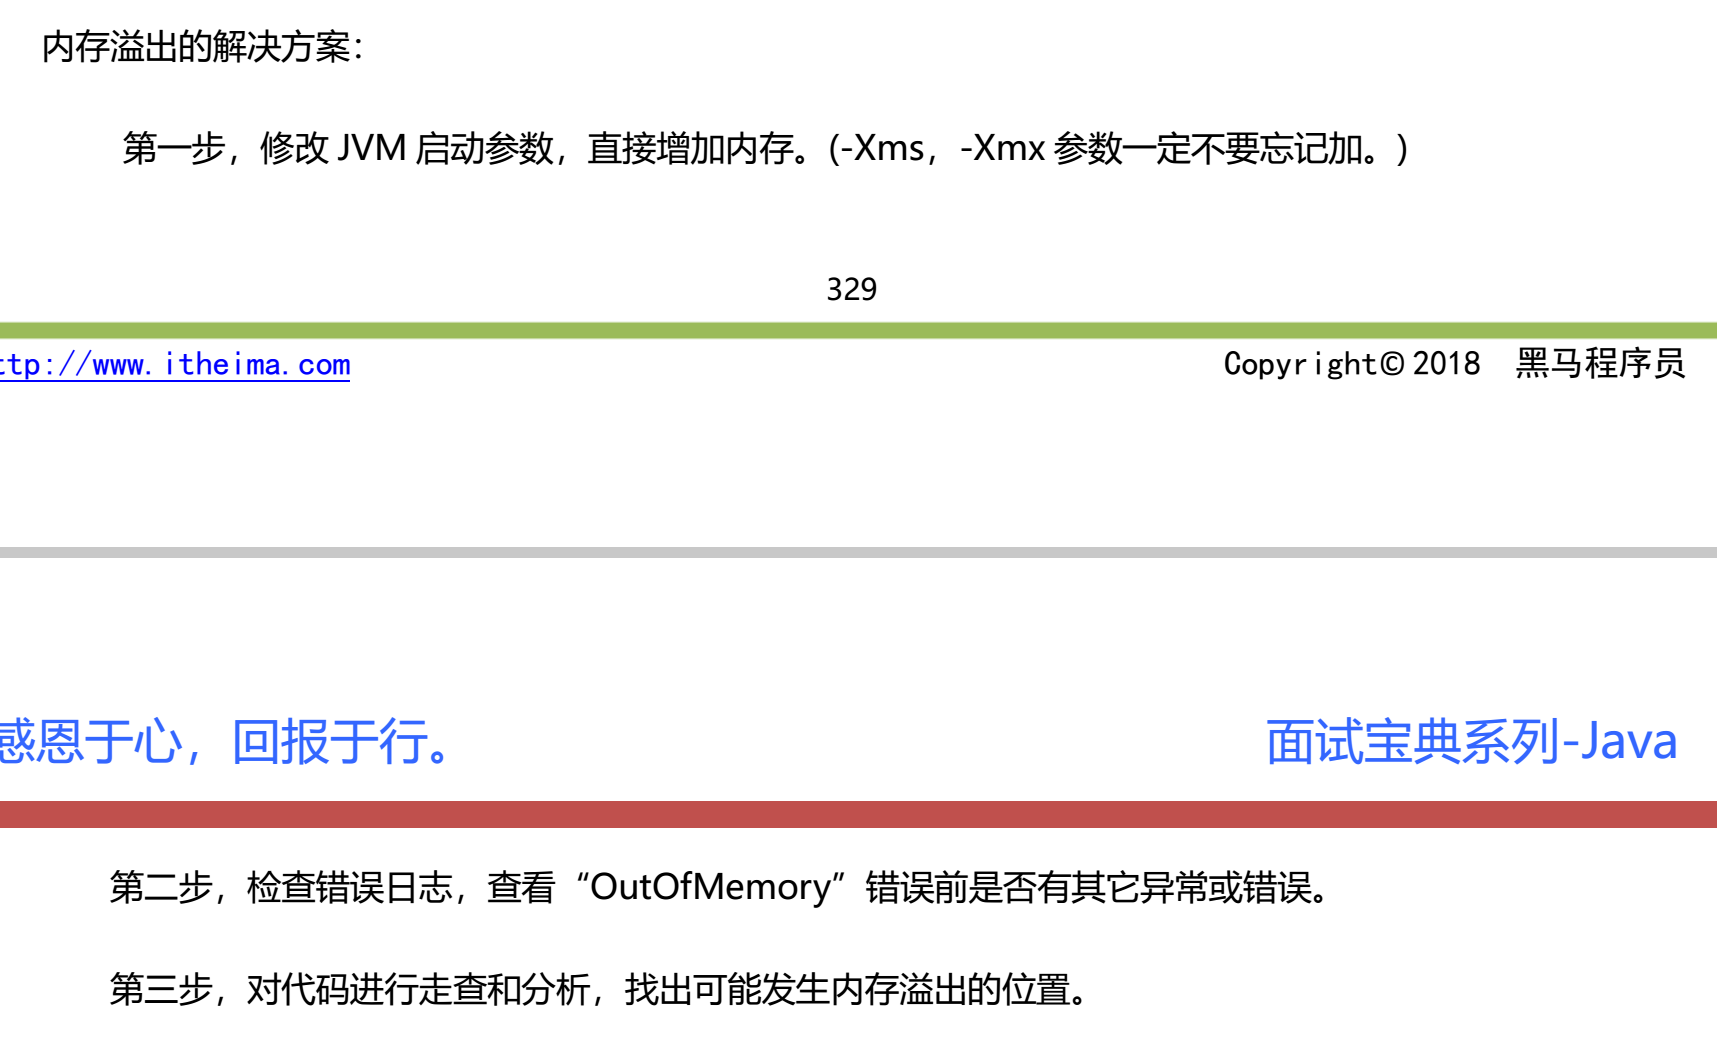 内存溢出的解决方案：
第一步，修改 JVM 启动参数，直接增加内存。(-Xms，-Xmx 参数一定不要忘记加。)
329
ttp://www.itheima.com Copyright©2018 黑马程序员
感恩于心，回报于行。 面试宝典系列-Java
第二步，检查错误日志，查看“OutOfMemory”错误前是否有其它异常或错误。
第三步，对代码进行走查和分析，找出可能发生内存溢出的位置。